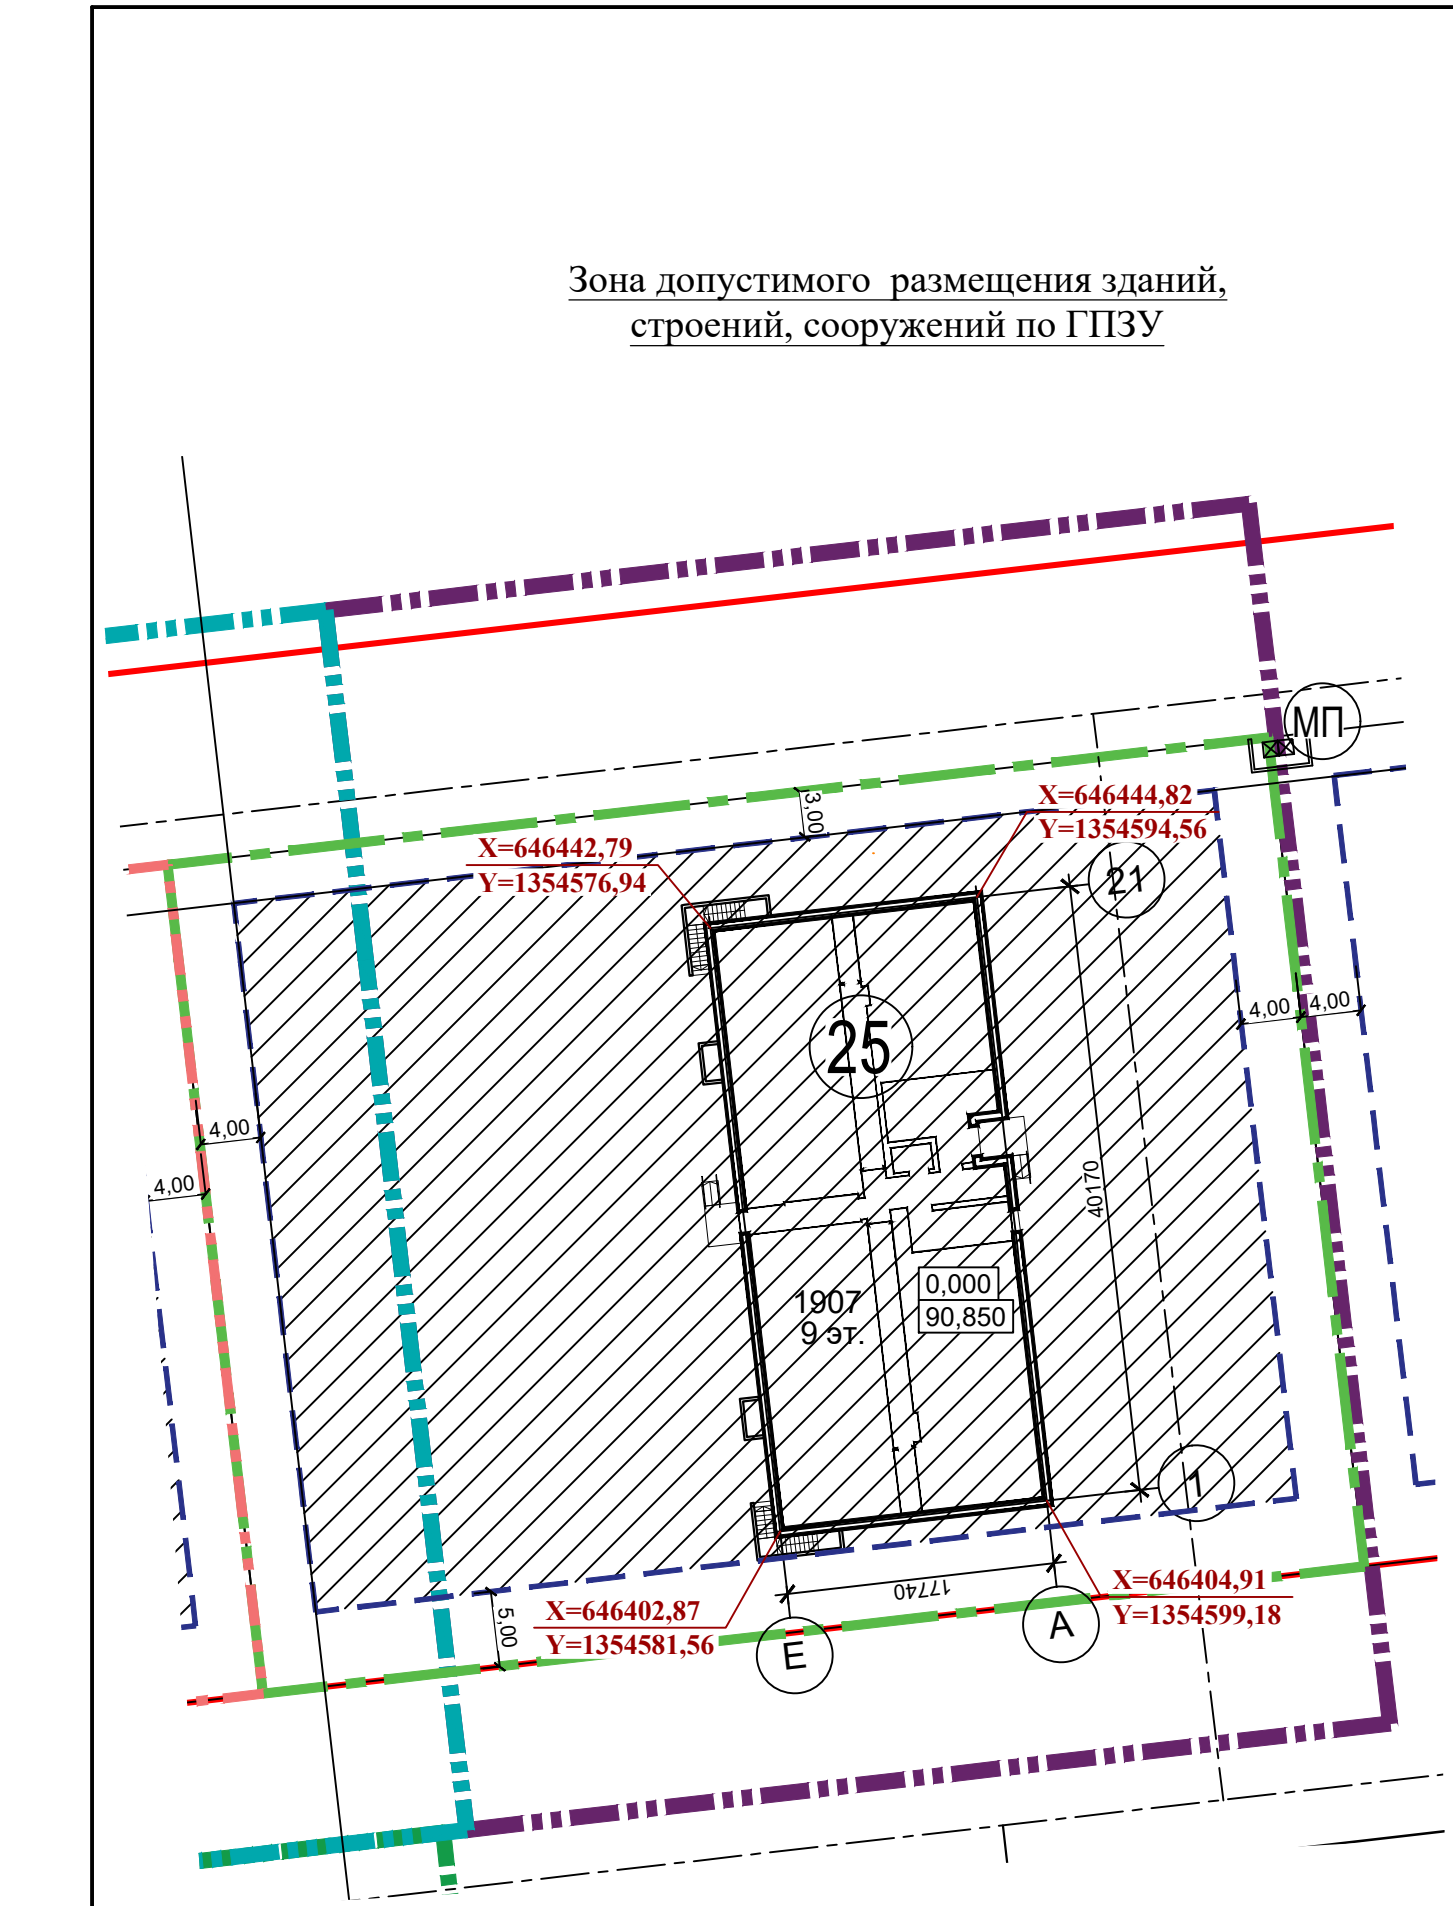 Зона допустимого размещения зданий,
строений, сооружений по ГПЗУ
МП
3,00
X=646444,82
Y=1354594,56
X=646442,79
Y=1354576,94
21
4,00
4,00
25
4,00
4,00
40170
0,000
90,850
1907
9 эт.
1
17740
5,00
X=646402,87
Y=1354581,56
X=646404,91
Y=1354599,18
Е
А